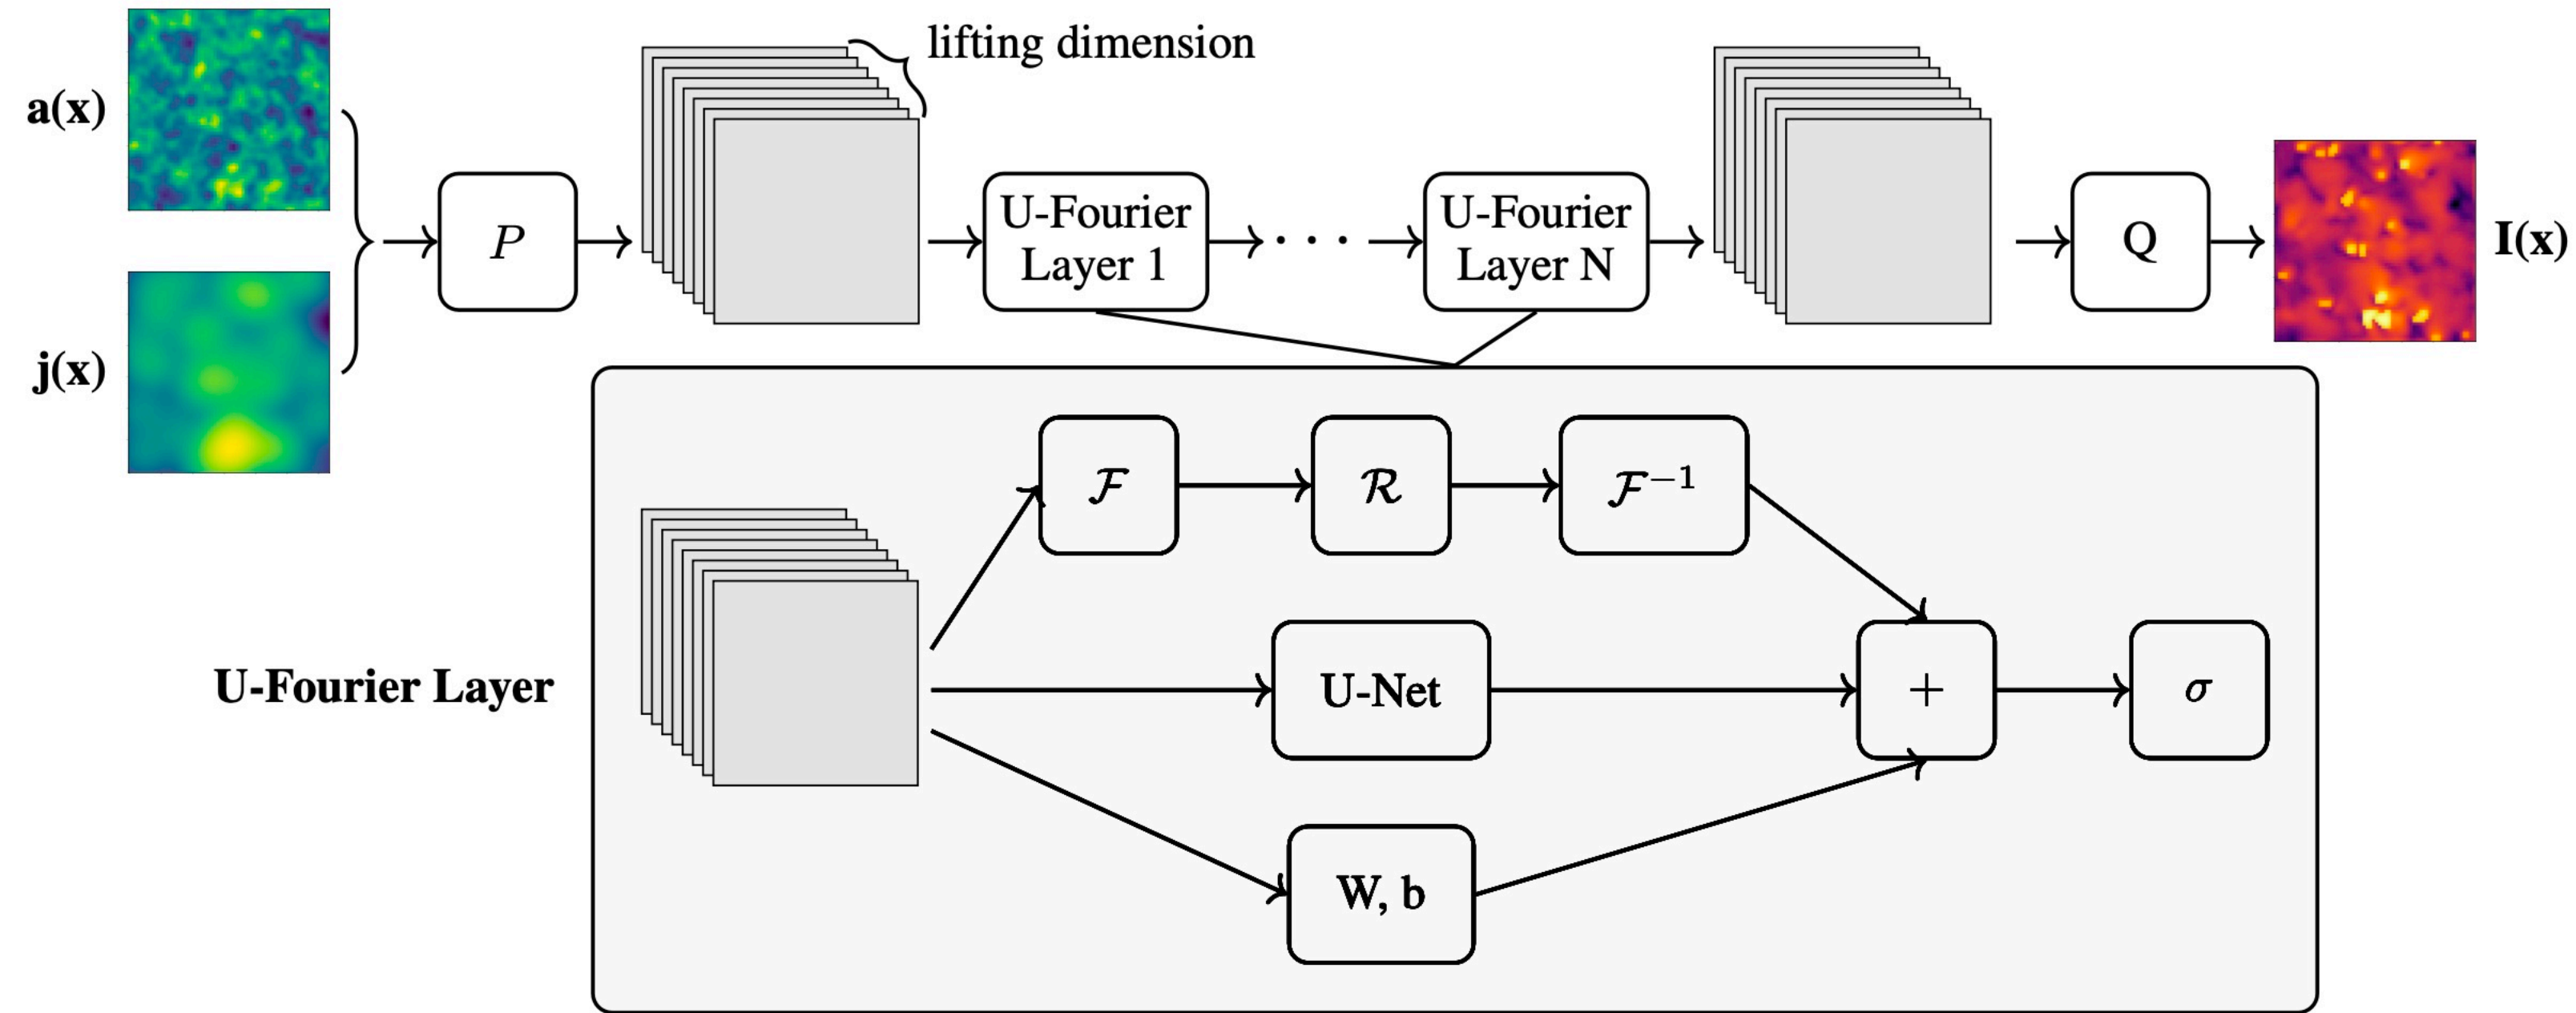 a(x)
j(x)
P
lifting dimension
U-Fourier
Layer 1
· · ·
U-Fourier
Layer N
Q
I(x)
U-Fourier Layer
ℱ
ℛ
ℱ⁻¹
U-Net
W, b
+
σ